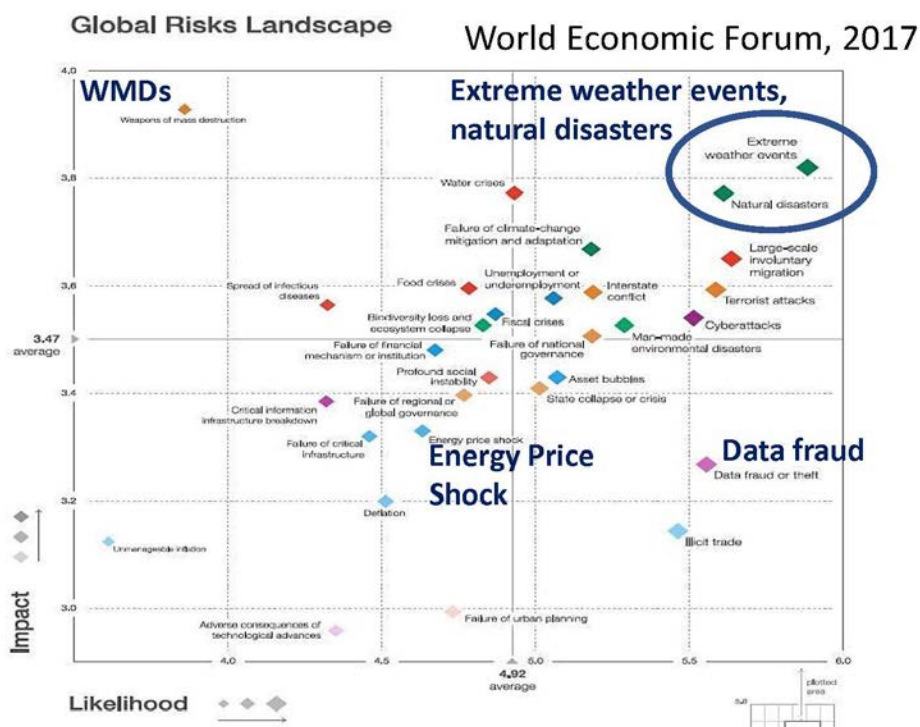 Global Risks Landscape
World Economic Forum, 2017
4.0
WMDs
Weapons of mass destruction
Extreme weather events,
natural disasters
Extreme
weather events
3.8
Water crises
Natural disasters
Failure of climate-change
mitigation and adaptation
Large-scale
involuntary
migration
3.6
Spread of infectious
diseases
Food crises
Unemployment or
underemployment
Interstate
conflict
Terrorist attacks
Bindiversity loss and
ecosystem collapse
Fiscal crises
Cyberattacks
3.47
average
Failure of financial
mechanism or institution
Failure of national
governance
Man-made
environmental disasters
Profound social
instability
Asset bubbles
3.4
Critical information
infrastructure breakdown
Failure of regional or
global governance
State collapse or crisis
Failure of critical
infrastructure
Energy price shock
Energy Price
Shock
Data fraud
Data fraud or theft
3.2
Deflation
Unmanageable inflation
Illicit trade
3.0
Failure of urban planning
Adverse consequences of
technological advances
Impact
4.0
4.5
4.92
average
5.0
5.5
6.0
Likelihood
plotted
area